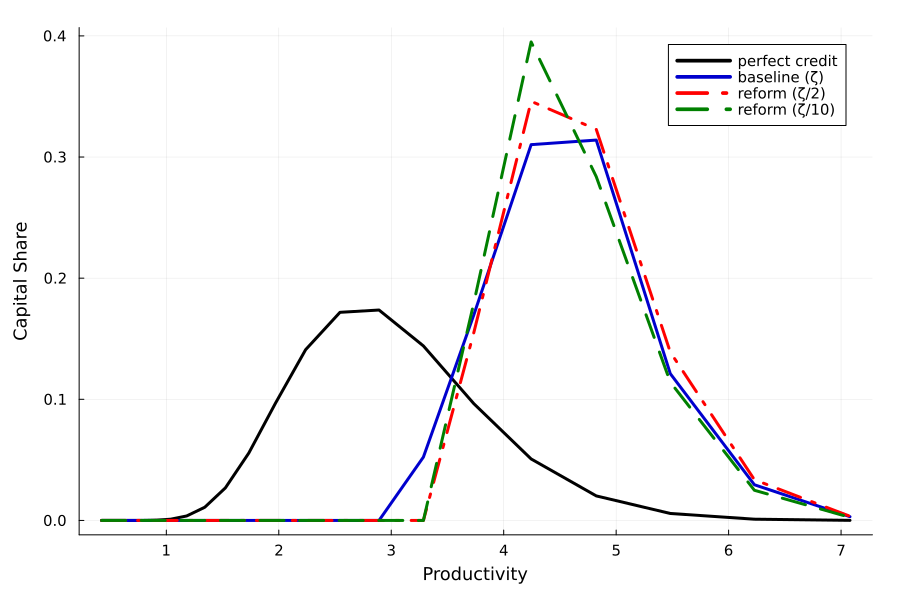 0.4
0.3
0.2
0.1
0.0
Capital Share
perfect credit
baseline (ζ)
reform (ζ/2)
reform (ζ/10)
1 2 3 4 5 6 7
Productivity